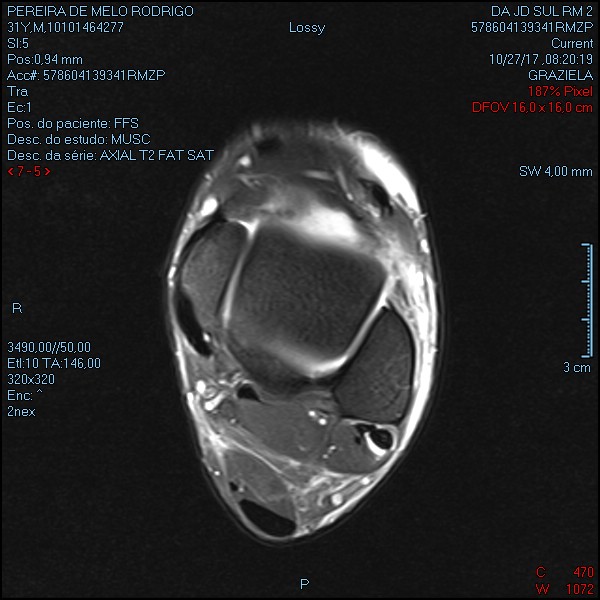 PEREIRA DE MELO RODRIGO
31Y,M,10101464277
Sl:5
Pos:0,94 mm
Acc#: 578604139341RMZP
Tra
Ec:1
Pos. do paciente: FFS
Desc. do estudo: MUSC
Desc. da série: AXIAL T2 FAT SAT
< 7 - 5 >
Lossy
DA JD SUL RM 2
578604139341RMZP
Current
10/27/17 ,08:20:19
GRAZIELA
187% Pixel
DFOV 16,0 x 16,0 cm
SW 4,00 mm
R
3 cm
3490,00//50,00
Etl:10 TA:146,00
320x320
Enc: ^
2nex
P
C 470
W 1072